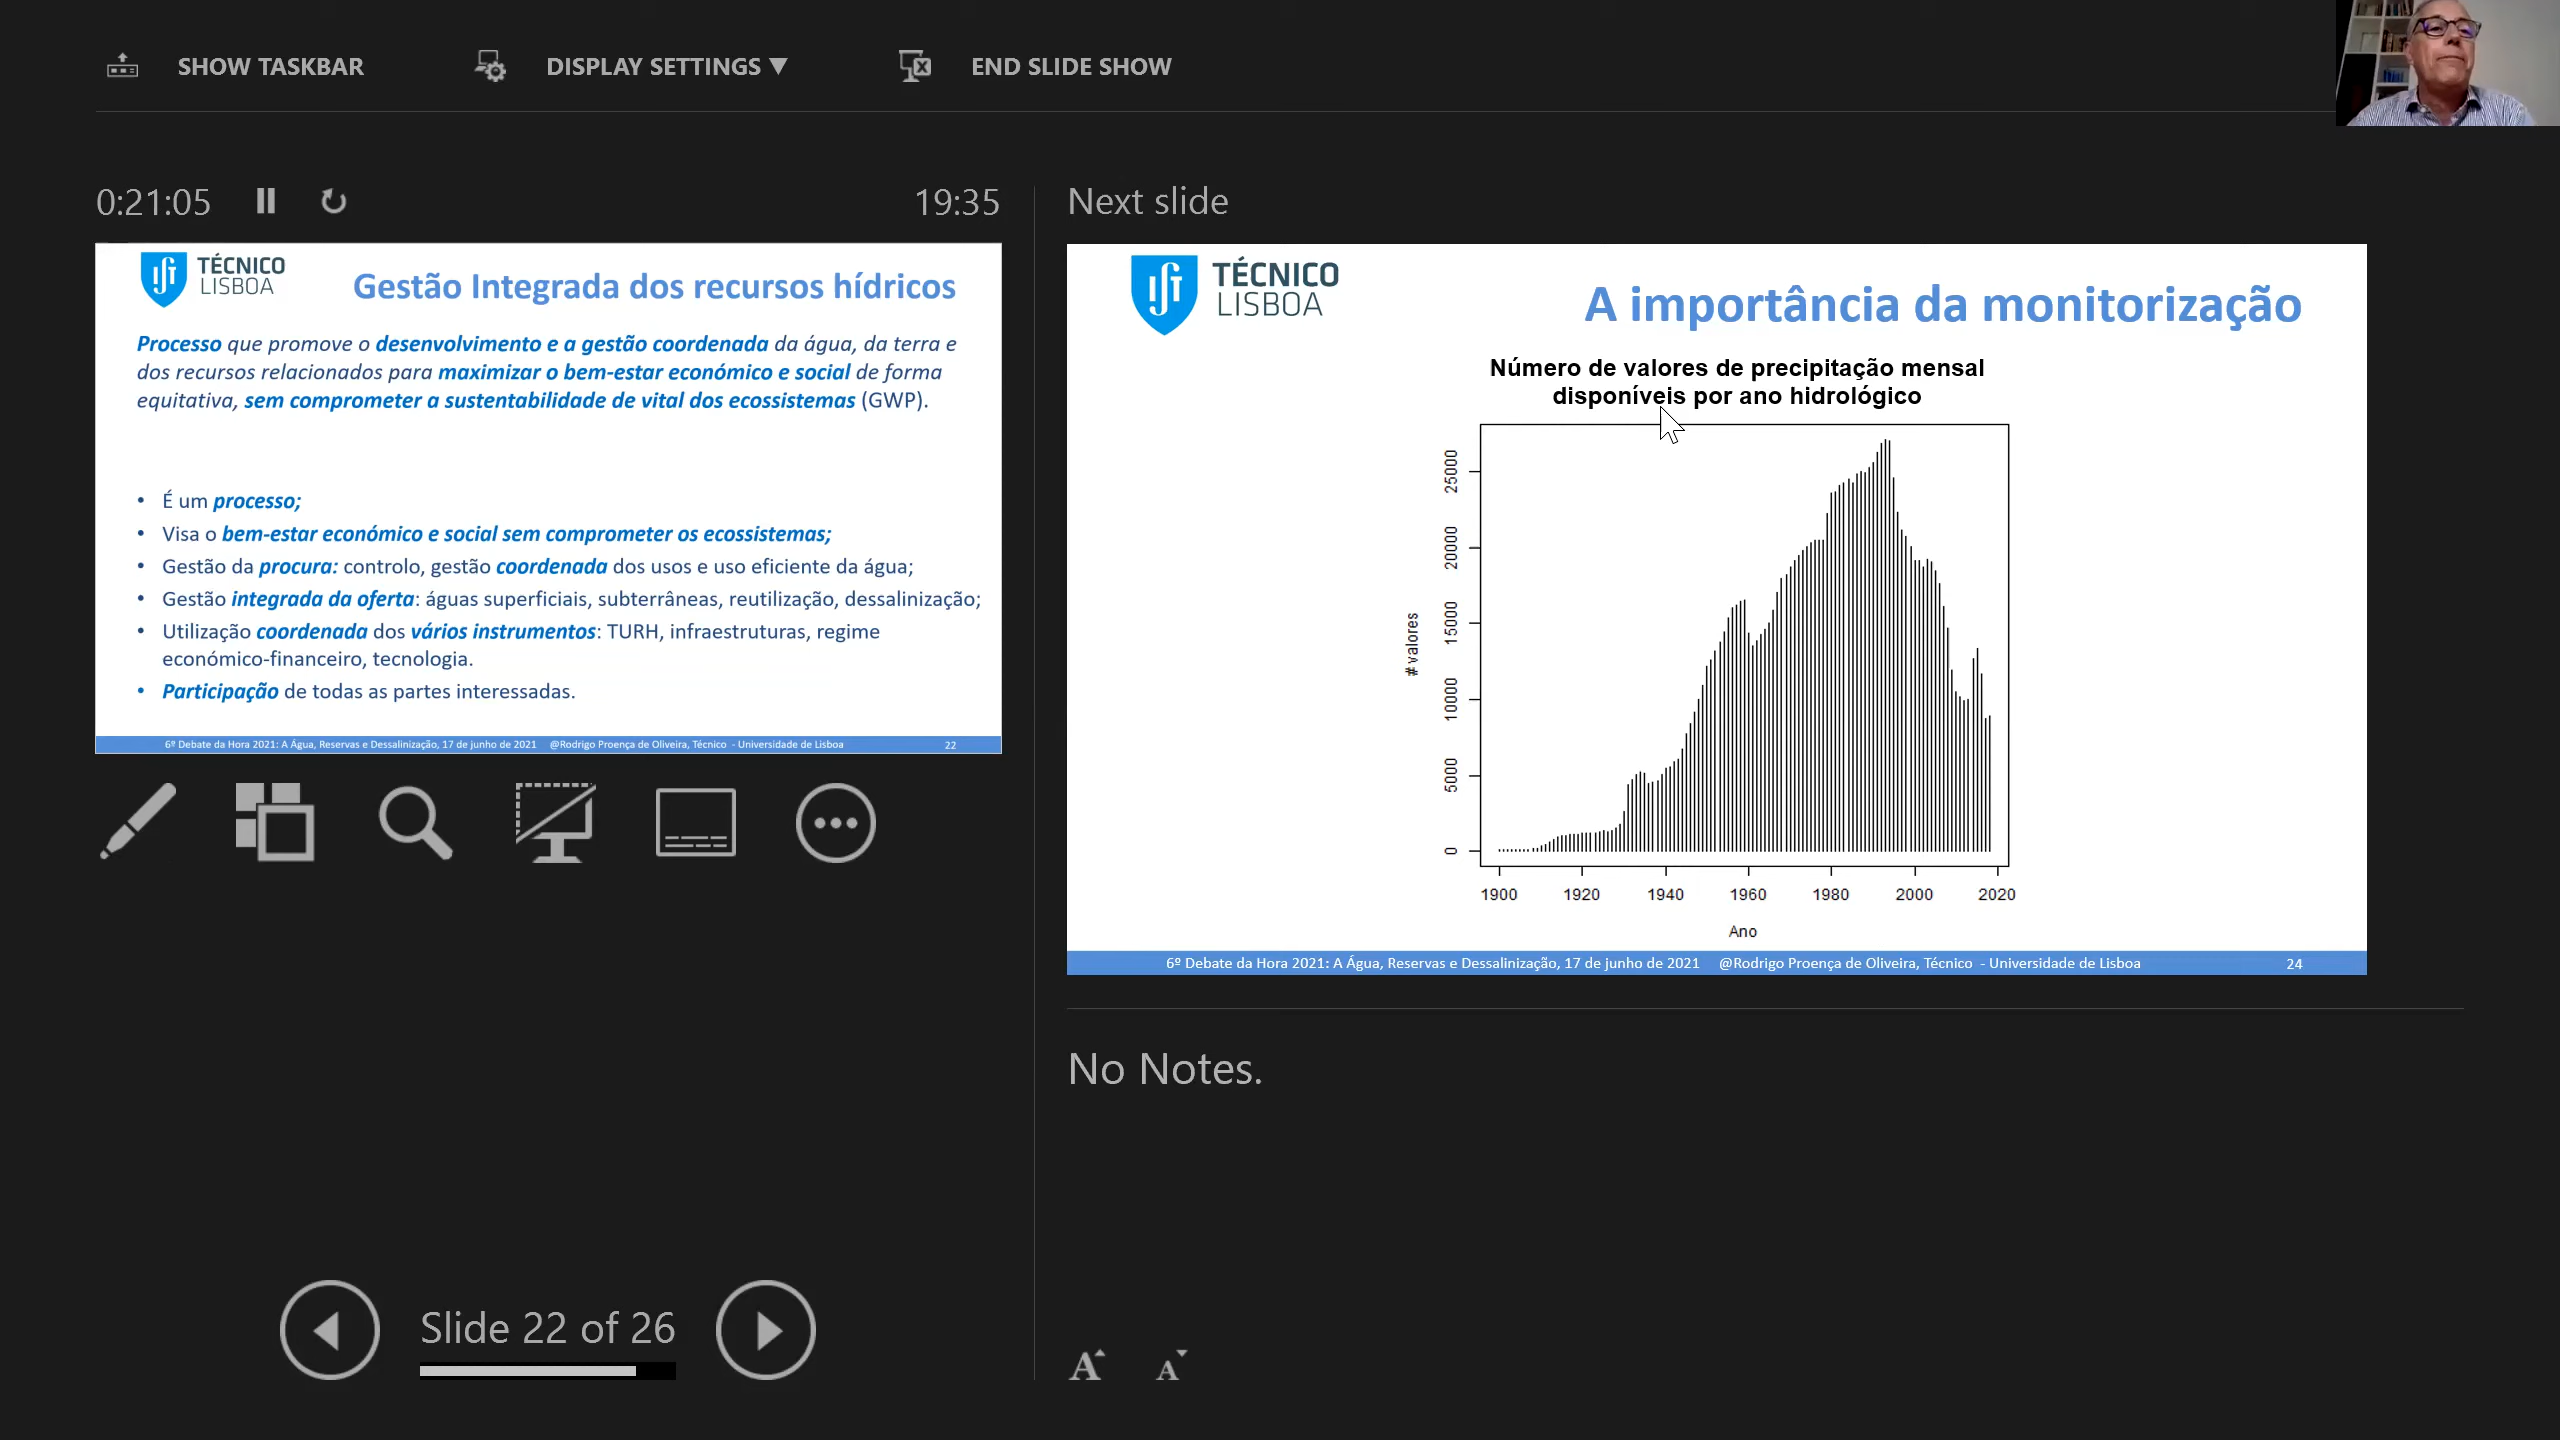 SHOW TASKBAR
DISPLAY SETTINGS ▼
END SLIDE SHOW
0:21:05
19:35
TÉCNICO
LISBOA
Gestão Integrada dos recursos hídricos
Processo que promove o desenvolvimento e a gestão coordenada da água, da terra e
dos recursos relacionados para maximizar o bem-estar económico e social de forma
equitativa, sem comprometer a sustentabilidade de vital dos ecossistemas (GWP).
• É um processo;
• Visa o bem-estar económico e social sem comprometer os ecossistemas;
• Gestão da procura: controlo, gestão coordenada dos usos e uso eficiente da água;
• Gestão integrada da oferta: águas superficiais, subterrâneas, reutilização, dessalinização;
• Utilização coordenada dos vários instrumentos: TURH, infraestruturas, regime
económico-financeiro, tecnologia.
• Participação de todas as partes interessadas.
6º Debate da Hora 2021: A Água, Reservas e Dessalinização, 17 de junho de 2021 @Rodrigo Proença de Oliveira, Técnico - Universidade de Lisboa 22
Slide 22 of 26
Next slide
TÉCNICO
LISBOA
A importância da monitorização
Número de valores de precipitação mensal
disponíveis por ano hidrológico
# valores
25000
20000
15000
10000
5000
0
1900 1920 1940 1960 1980 2000 2020
Ano
6º Debate da Hora 2021: A Água, Reservas e Dessalinização, 17 de junho de 2021 @Rodrigo Proença de Oliveira, Técnico - Universidade de Lisboa 24
No Notes.
A A